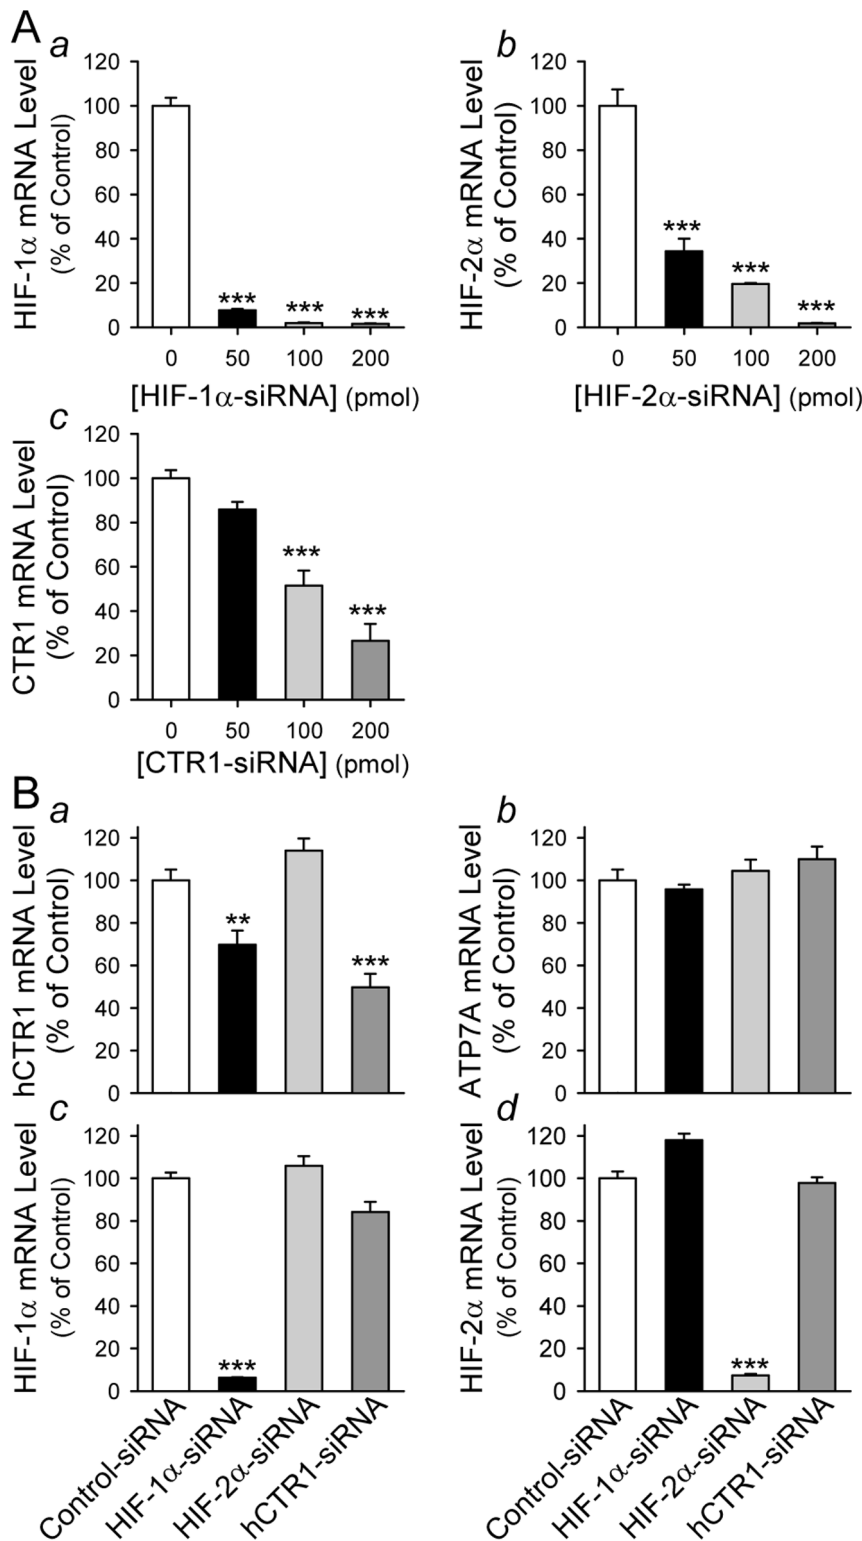 A
a
HIF-1α mRNA Level
(% of Control)
120
100
80
60
40
20
0
***
***
***
0 50 100 200
[HIF-1α-siRNA] (pmol)
b
HIF-2α mRNA Level
(% of Control)
120
100
80
60
40
20
0
***
***
***
0 50 100 200
[HIF-2α-siRNA] (pmol)
c
CTR1 mRNA Level
(% of Control)
120
100
80
60
40
20
0
***
***
0 50 100 200
[CTR1-siRNA] (pmol)
B
a
hCTR1 mRNA Level
(% of Control)
120
100
80
60
40
20
0
**
***
b
ATP7A mRNA Level
(% of Control)
120
100
80
60
40
20
0
c
HIF-1α mRNA Level
(% of Control)
120
100
80
60
40
20
0
***
Control-siRNA
HIF-1α-siRNA
HIF-2α-siRNA
hCTR1-siRNA
d
HIF-2α mRNA Level
(% of Control)
120
100
80
60
40
20
0
***
Control-siRNA
HIF-1α-siRNA
HIF-2α-siRNA
hCTR1-siRNA